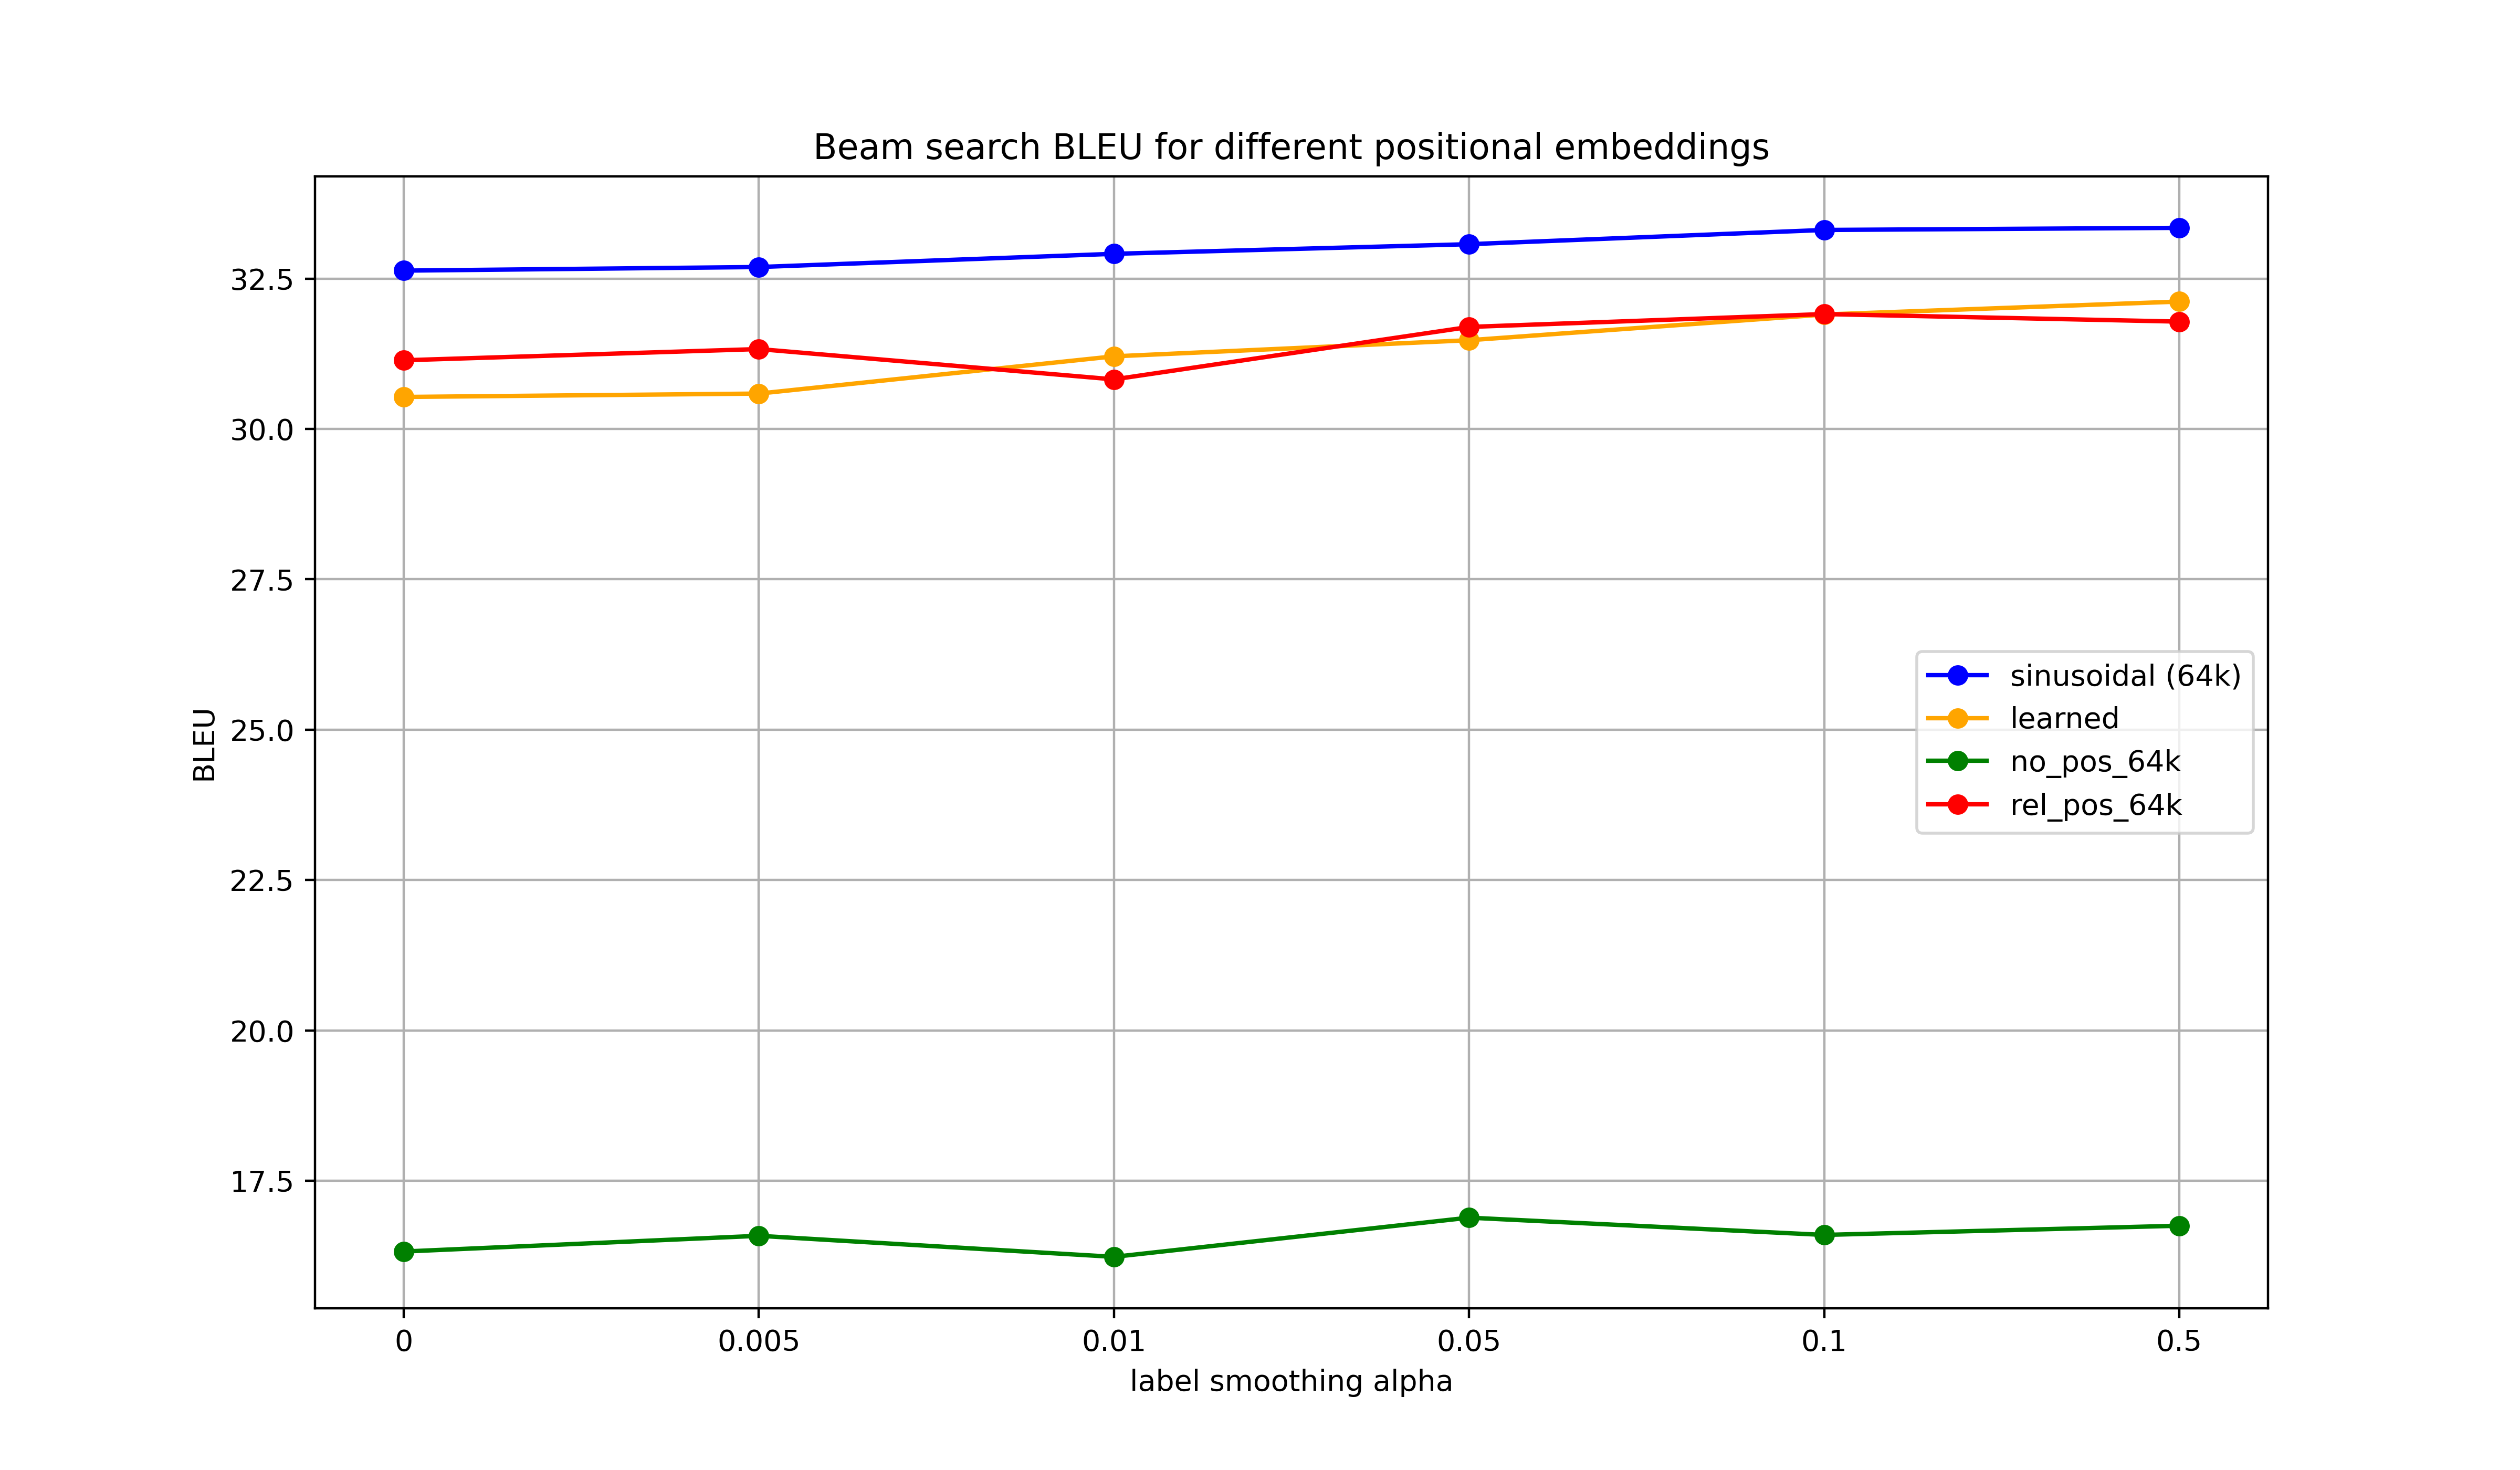 Beam search BLEU for different positional embeddings
BLEU
32.5
30.0
27.5
25.0
22.5
20.0
17.5
sinusoidal (64k)
learned
no_pos_64k
rel_pos_64k
0 0.005 0.01 0.05 0.1 0.5
label smoothing alpha